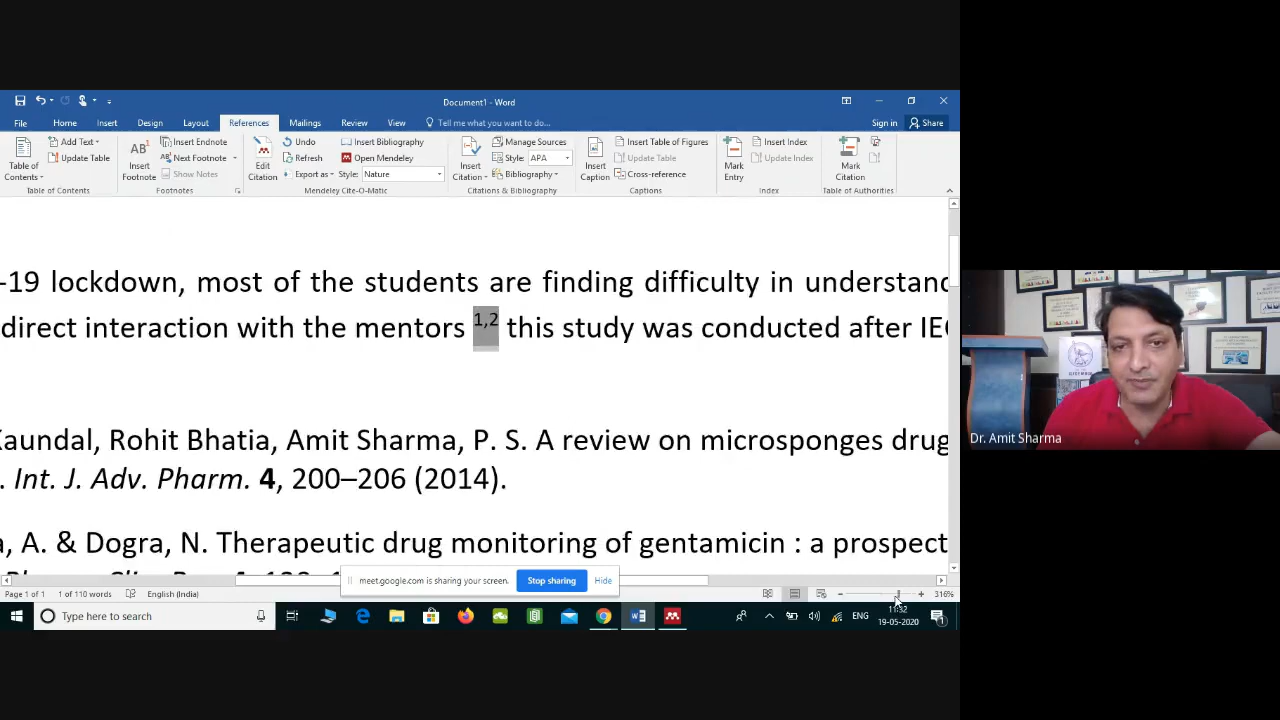 Document1 - Word
File Home Insert Design Layout References Mailings Review View Tell me what you want to do... Sign in Share
Table of Contents
Add Text
Update Table
Table of Contents
AB1
Insert Footnote
Insert Endnote
Next Footnote
Show Notes
Footnotes
Edit Citation
Undo
Refresh
Export as
Insert Bibliography
Open Mendeley
Style: Nature
Mendeley Cite-O-Matic
Insert Citation
Manage Sources
Style: APA
Bibliography
Citations & Bibliography
Insert Caption
Insert Table of Figures
Update Table
Cross-reference
Captions
Mark Entry
Insert Index
Update Index
Index
Mark Citation
Table of Authorities
-19 lockdown, most of the students are finding difficulty in understand
direct interaction with the mentors 1,2 this study was conducted after IEC
Kaundal, Rohit Bhatia, Amit Sharma, P. S. A review on microsponges drug
. Int. J. Adv. Pharm. 4, 200–206 (2014).
a, A. & Dogra, N. Therapeutic drug monitoring of gentamicin : a prospect
meet.google.com is sharing your screen. Stop sharing Hide
Page 1 of 1 1 of 110 words English (India) 316%
Type here to search
ENG
11:32
19-05-2020
Dr. Amit Sharma